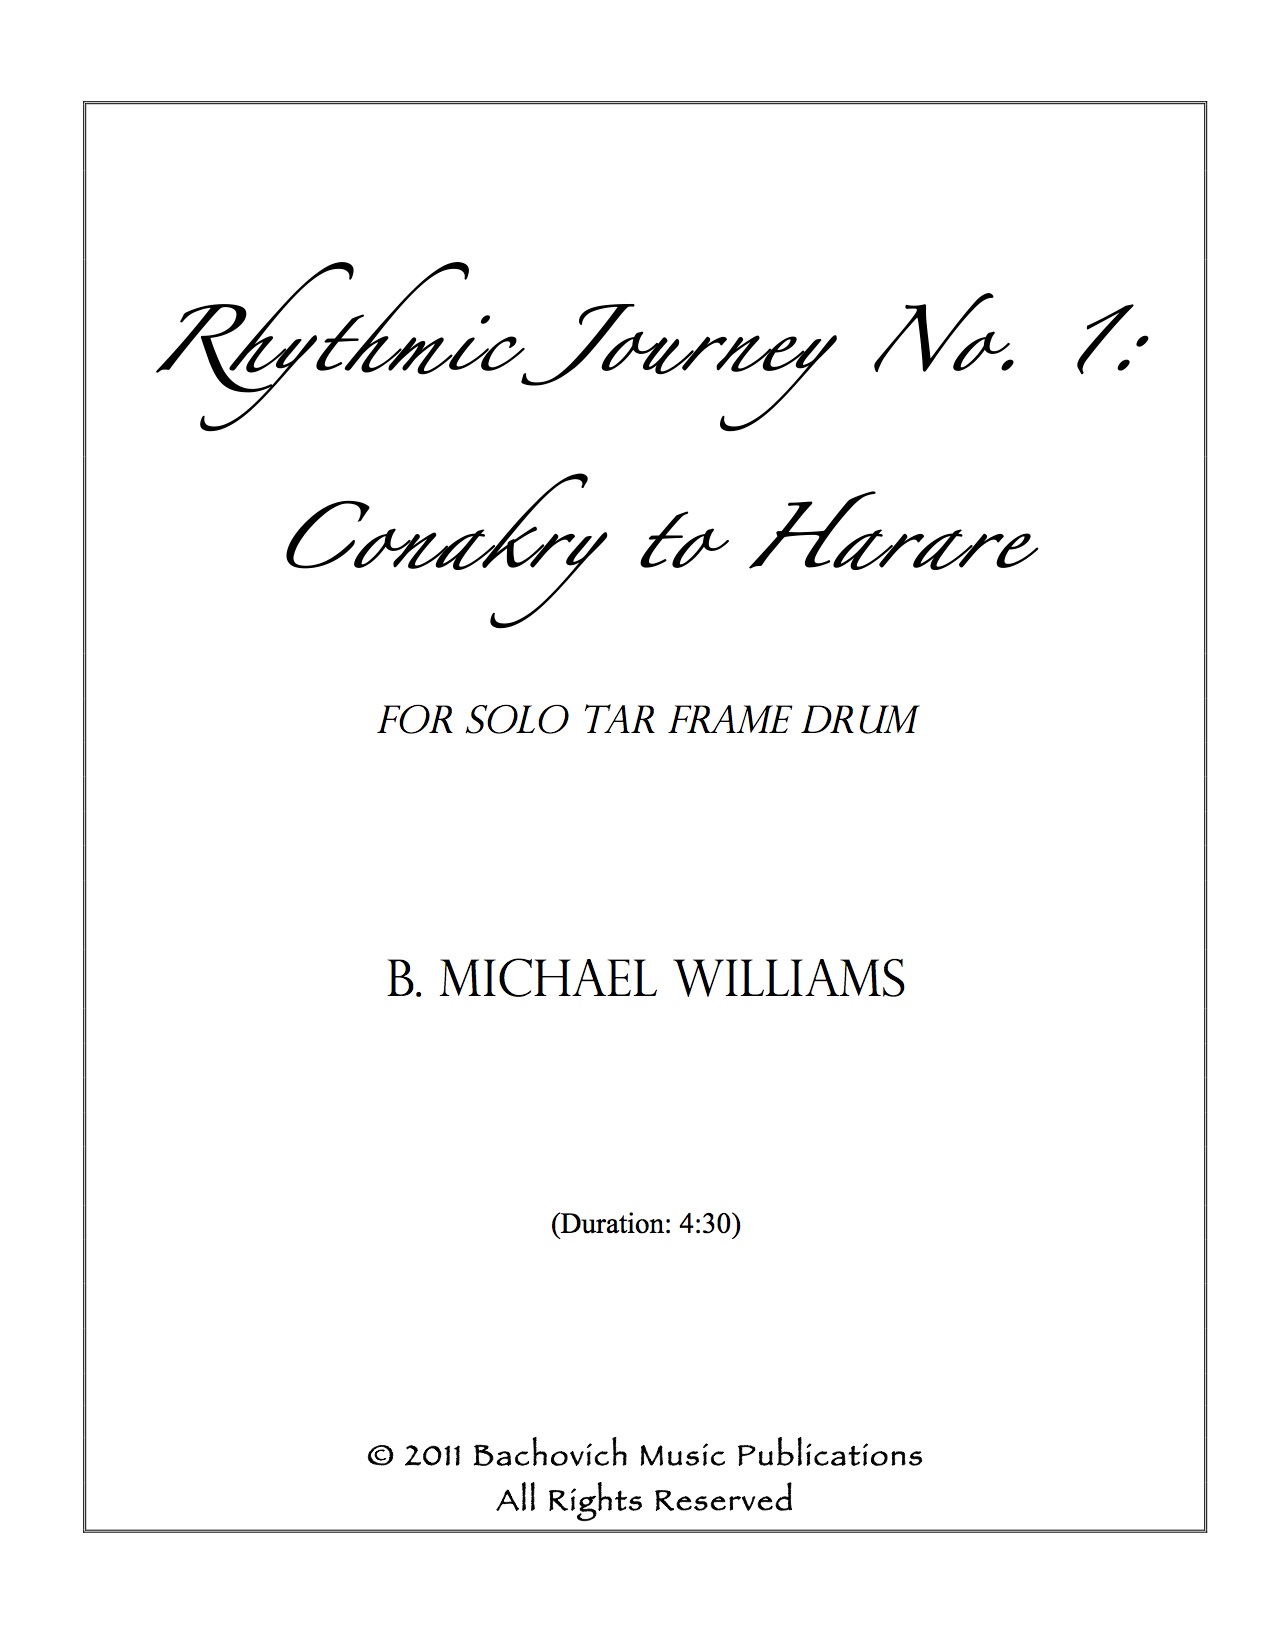 Rhythmic Journey No. 1:
Conakry to Harare
FOR SOLO TAR FRAME DRUM
B. MICHAEL WILLIAMS
(Duration: 4:30)
© 2011 Bachovich Music Publications
All Rights Reserved